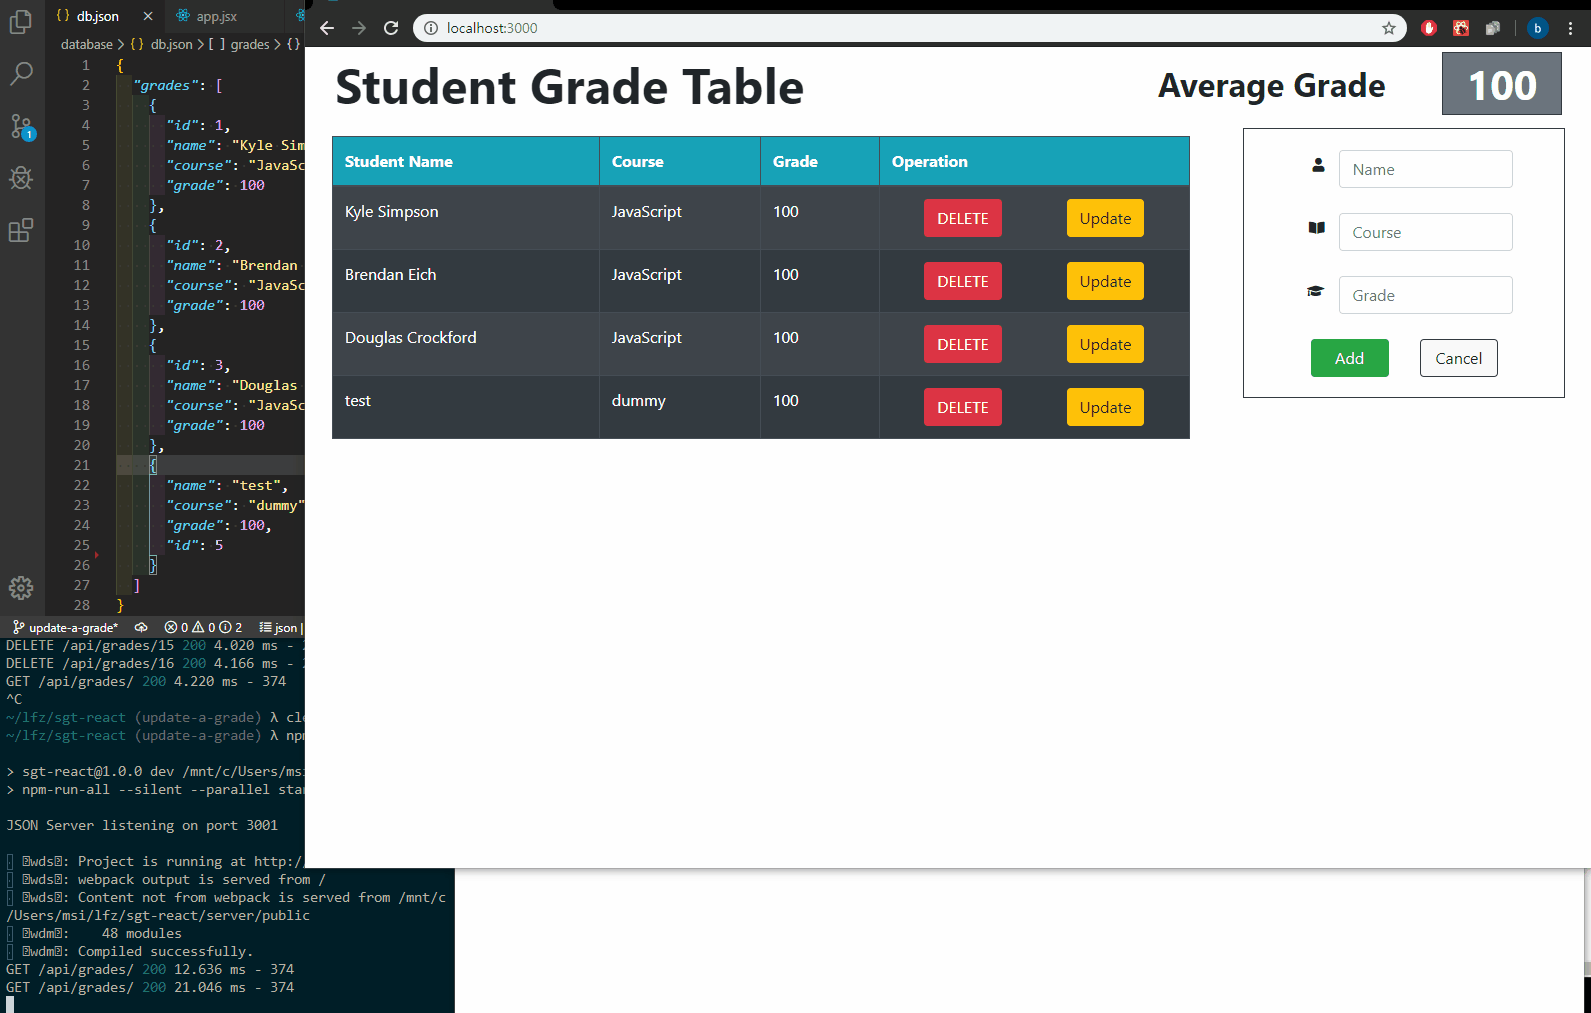 db.json
app.jsx
database > {} db.json > [ ] grades > {}
1 {
2 "grades": [
3 {
4 "id": 1,
5 "name": "Kyle Sim
6 "course": "JavaSc
7 "grade": 100
8 },
9 {
10 "id": 2,
11 "name": "Brendan
12 "course": "JavaSc
13 "grade": 100
14 },
15 {
16 "id": 3,
17 "name": "Douglas
18 "course": "JavaSc
19 "grade": 100
20 },
21 {
22 "name": "test",
23 "course": "dummy"
24 "grade": 100,
25 "id": 5
26 }
27 ]
28 }
1
update-a-grade* 0 0 2 json
DELETE /api/grades/15 200 4.020 ms -
DELETE /api/grades/16 200 4.166 ms -
GET /api/grades/ 200 4.220 ms - 374
^C
~/lfz/sgt-react (update-a-grade) λ cle
~/lfz/sgt-react (update-a-grade) λ npm
> sgt-react@1.0.0 dev /mnt/c/Users/msi
> npm-run-all --silent --parallel star
JSON Server listening on port 3001
wds: Project is running at http:/
wds: webpack output is served from /
wds: Content not from webpack is served from /mnt/c
/Users/msi/lfz/sgt-react/server/public
wdm: 48 modules
wdm: Compiled successfully.
GET /api/grades/ 200 12.636 ms - 374
GET /api/grades/ 200 21.046 ms - 374
localhost:3000
b
Student Grade Table
Average Grade 100
Student Name Course Grade Operation
Kyle Simpson JavaScript 100 DELETE Update
Brendan Eich JavaScript 100 DELETE Update
Douglas Crockford JavaScript 100 DELETE Update
test dummy 100 DELETE Update
Name
Course
Grade
Add Cancel